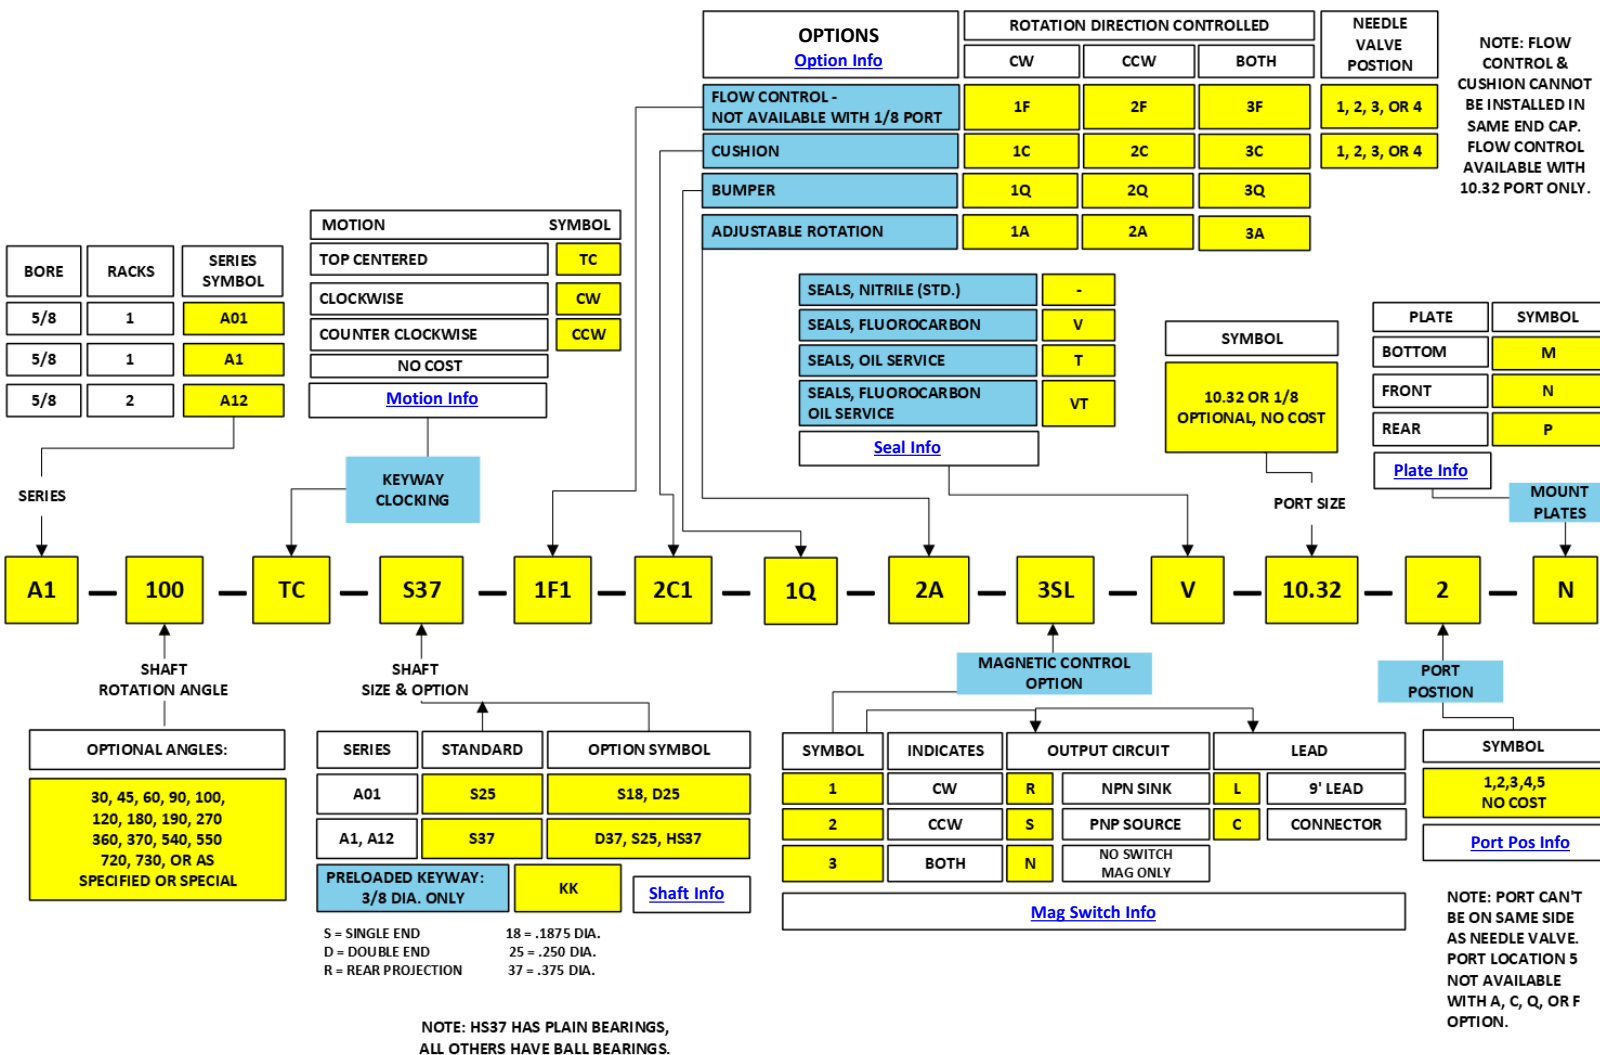 OPTIONS
Option Info
ROTATION DIRECTION CONTROLLED
CW
CCW
BOTH
NEEDLE
VALVE
POSTION
FLOW CONTROL -
NOT AVAILABLE WITH 1/8 PORT
1F
2F
3F
1, 2, 3, OR 4
CUSHION
1C
2C
3C
1, 2, 3, OR 4
BUMPER
1Q
2Q
3Q
ADJUSTABLE ROTATION
1A
2A
3A
NOTE: FLOW
CONTROL &
CUSHION CANNOT
BE INSTALLED IN
SAME END CAP.
FLOW CONTROL
AVAILABLE WITH
10.32 PORT ONLY.
BORE
RACKS
SERIES
SYMBOL
5/8
1
A01
5/8
1
A1
5/8
2
A12
MOTION
SYMBOL
TOP CENTERED
TC
CLOCKWISE
CW
COUNTER CLOCKWISE
CCW
NO COST
Motion Info
SEALS, NITRILE (STD.)
-
SEALS, FLUOROCARBON
V
SEALS, OIL SERVICE
T
SEALS, FLUOROCARBON
OIL SERVICE
VT
Seal Info
SYMBOL
10.32 OR 1/8
OPTIONAL, NO COST
PLATE
SYMBOL
BOTTOM
M
FRONT
N
REAR
P
Plate Info
SERIES
KEYWAY
CLOCKING
PORT SIZE
MOUNT
PLATES
A1 — 100 — TC — S37 — 1F1 — 2C1 — 1Q — 2A — 3SL — V — 10.32 — 2 — N
SHAFT
ROTATION ANGLE
SHAFT
SIZE & OPTION
MAGNETIC CONTROL
OPTION
PORT
POSTION
OPTIONAL ANGLES:
30, 45, 60, 90, 100,
120, 180, 190, 270
360, 370, 540, 550
720, 730, OR AS
SPECIFIED OR SPECIAL
SERIES
STANDARD
OPTION SYMBOL
A01
S25
S18, D25
A1, A12
S37
D37, S25, HS37
PRELOADED KEYWAY:
3/8 DIA. ONLY
KK
Shaft Info
S = SINGLE END
18 = .1875 DIA.
D = DOUBLE END
25 = .250 DIA.
R = REAR PROJECTION
37 = .375 DIA.
NOTE: HS37 HAS PLAIN BEARINGS,
ALL OTHERS HAVE BALL BEARINGS.
SYMBOL
INDICATES
OUTPUT CIRCUIT
LEAD
1
CW
R
NPN SINK
L
9' LEAD
2
CCW
S
PNP SOURCE
C
CONNECTOR
3
BOTH
N
NO SWITCH
MAG ONLY
Mag Switch Info
SYMBOL
1,2,3,4,5
NO COST
Port Pos Info
NOTE: PORT CAN'T
BE ON SAME SIDE
AS NEEDLE VALVE.
PORT LOCATION 5
NOT AVAILABLE
WITH A, C, Q, OR F
OPTION.